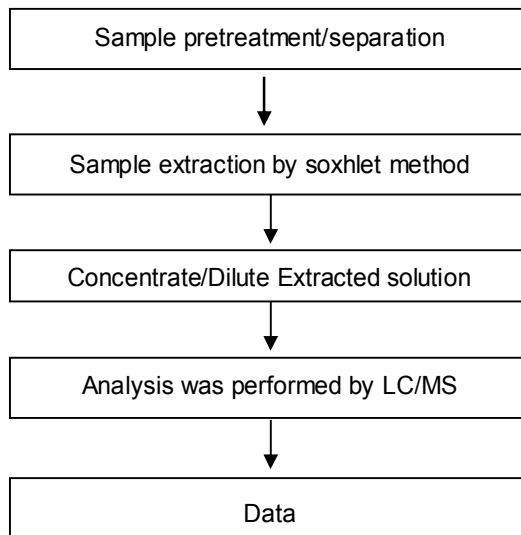 Sample pretreatment/separation
Sample extraction by soxhlet method
Concentrate/Dilute Extracted solution
Analysis was performed by LC/MS
Data